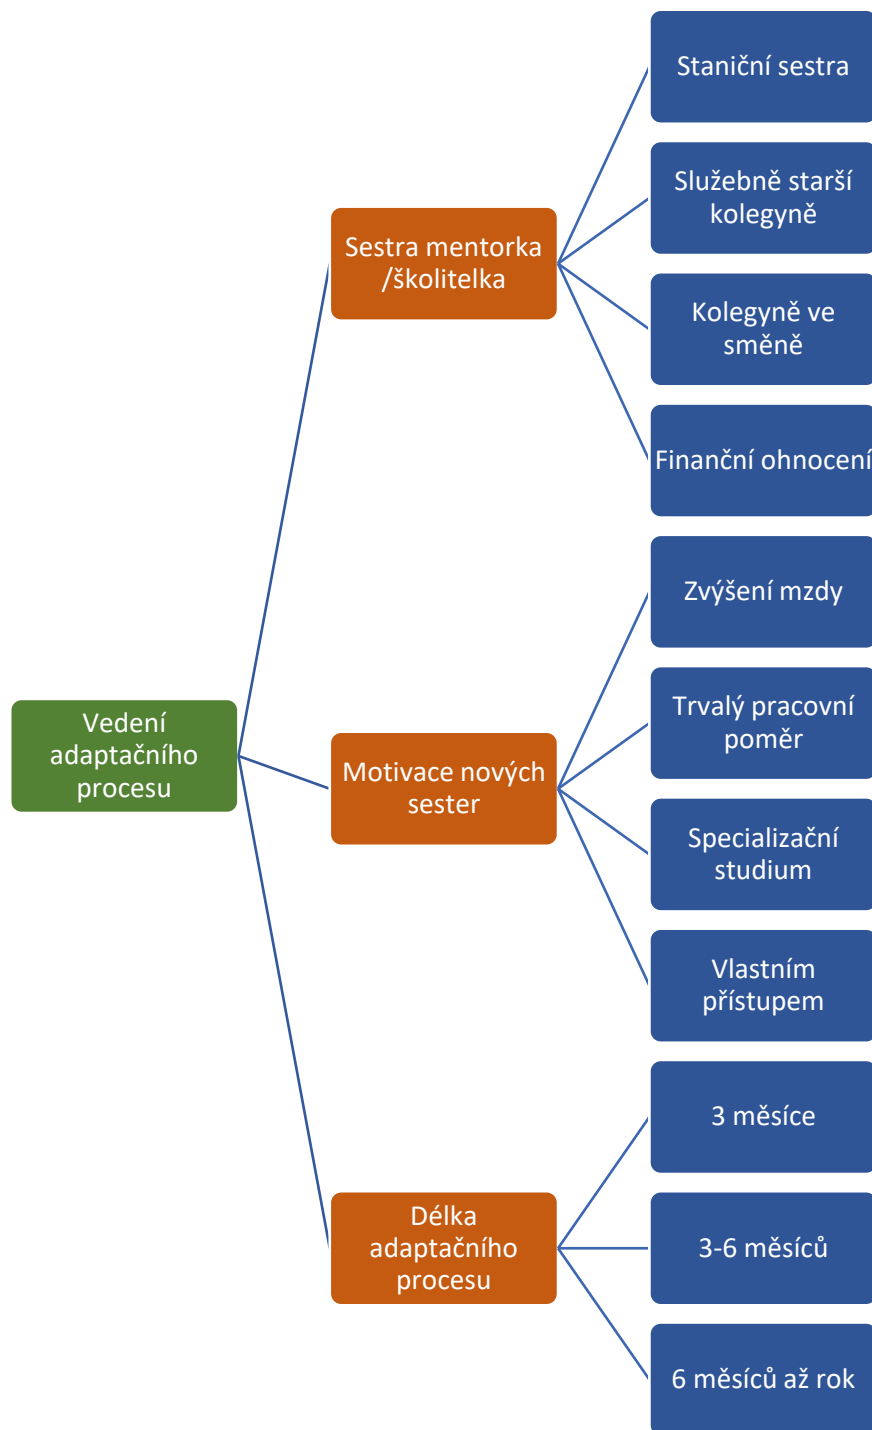 Staniční sestra
Služebně starší
kolegyně
Sestra mentorka
/školitelka
Kolegyně ve
směně
Finanční ohnocení
Zvýšení mzdy
Vedení
adaptačního
procesu
Trvalý pracovní
poměr
Motivace nových
sester
Specializační
studium
Vlastním
přístupem
3 měsíce
Délka
adaptačního
procesu
3-6 měsíců
6 měsíců až rok